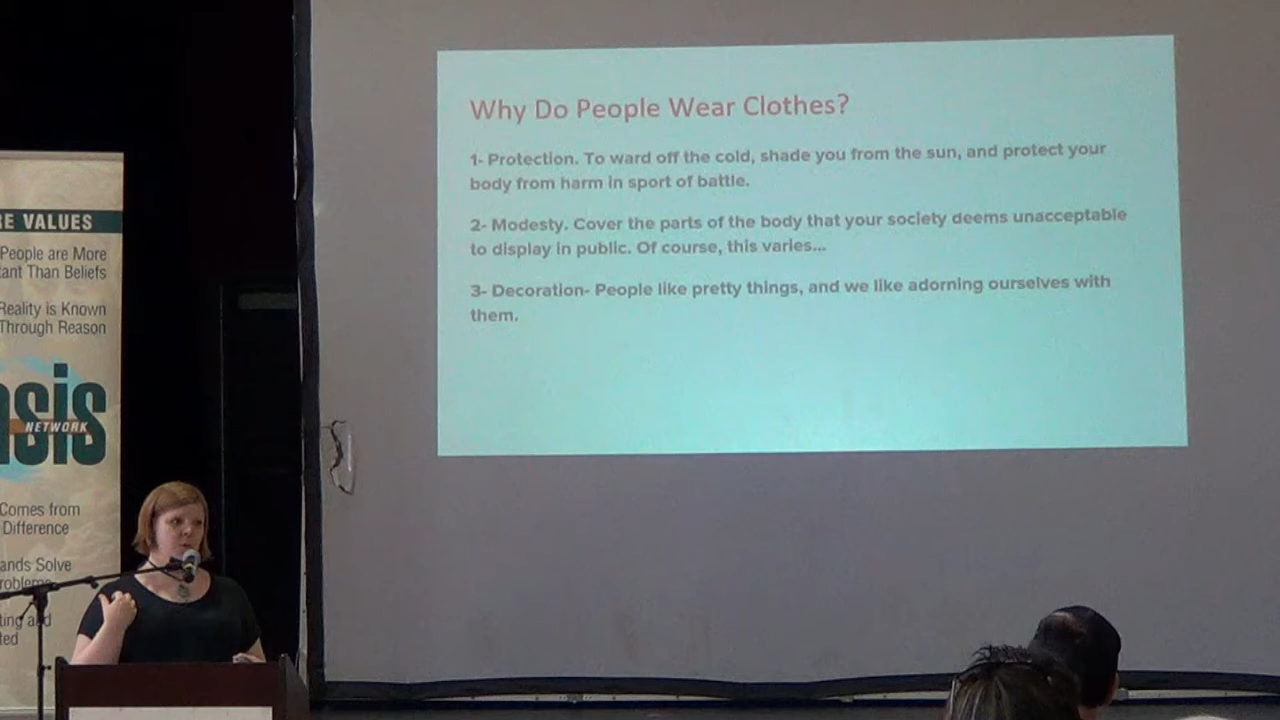 Why Do People Wear Clothes?
1- Protection. To ward off the cold, shade you from the sun, and protect your
body from harm in sport of battle.
2- Modesty. Cover the parts of the body that your society deems unacceptable
to display in public. Of course, this varies...
3- Decoration- People like pretty things, and we like adorning ourselves with
them.
RE VALUES
People are More
tant Than Beliefs
Reality is Known
Through Reason
asis
NETWORK
Comes from
Difference
ands Solve
roblems
ting and
ted